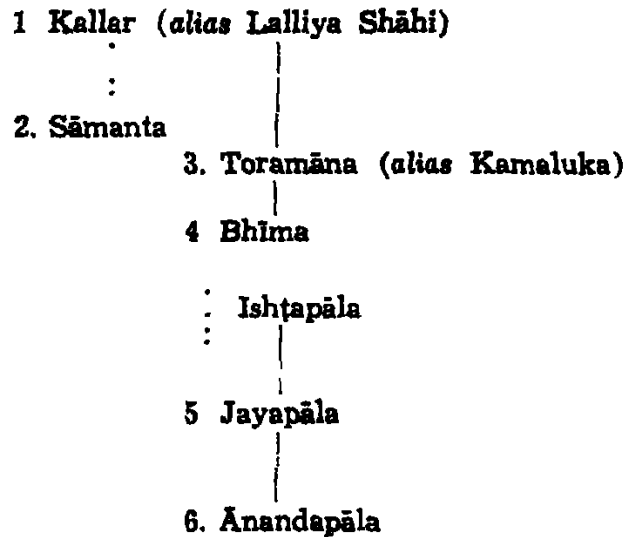 1 Kallar (alias Lalliya Shāhi)
2. Sāmanta
3. Toramāna (alias Kamaluka)
4 Bhīma
Ishṭapāla
5 Jayapāla
6. Ānandapāla